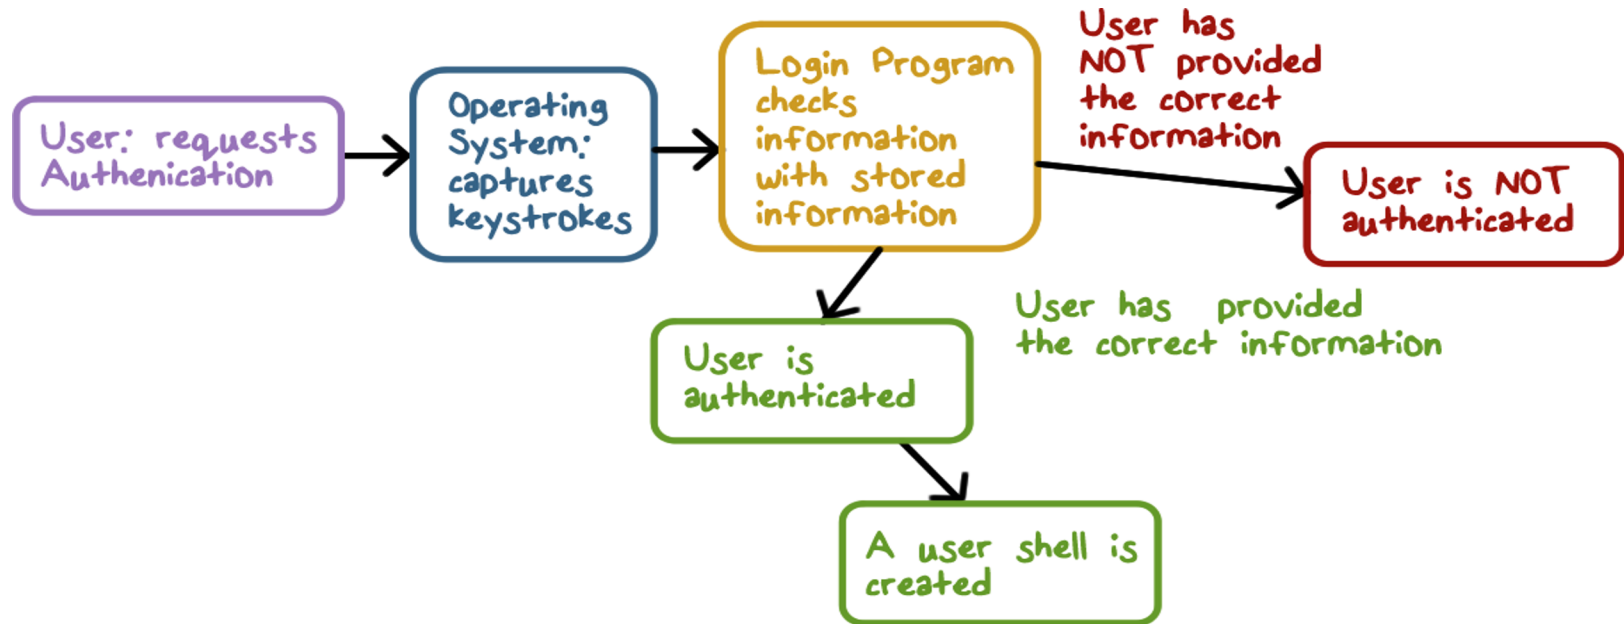 User: requests
Authenication
Operating
System:
captures
keystrokes
Login Program
checks
information
with stored
information
User has
NOT provided
the correct
information
User is NOT
authenticated
User has provided
the correct information
User is
authenticated
A user shell is
created